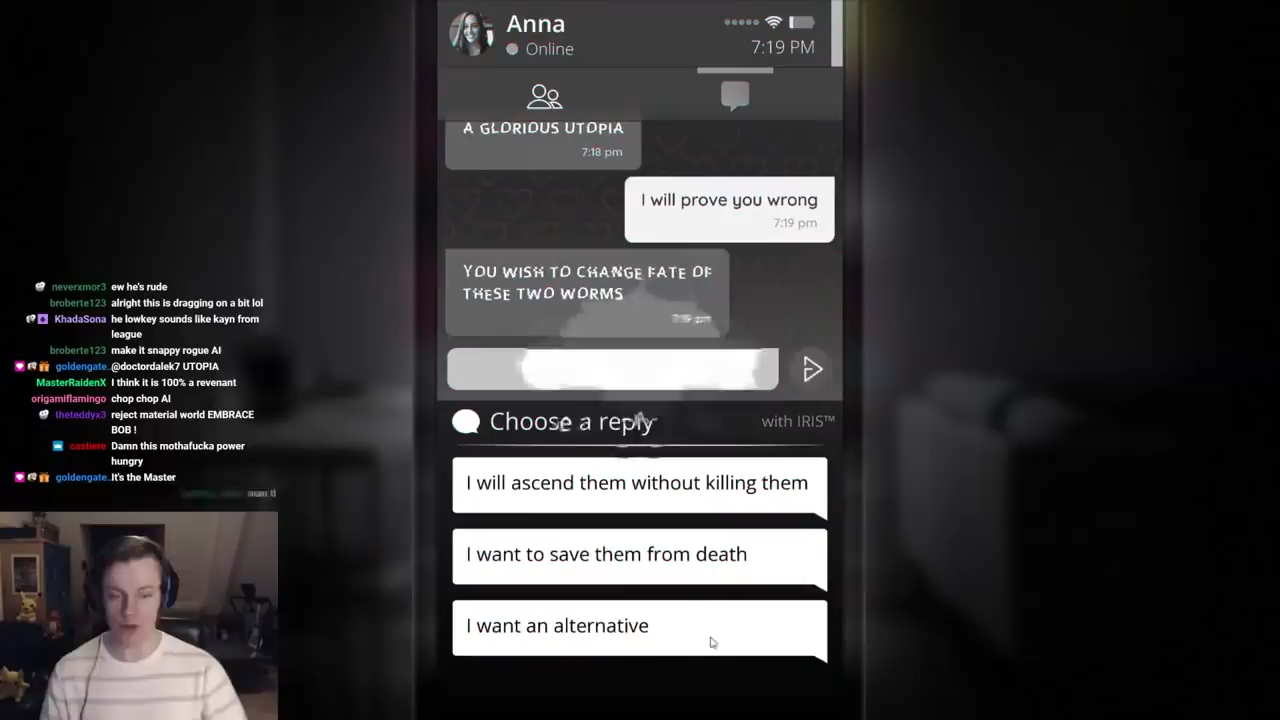 Anna
Online
7:19 PM
A GLORIOUS UTOPIA
7:18 pm
I will prove you wrong
7:19 pm
YOU WISH TO CHANGE FATE OF
THESE TWO WORMS
Choose a reply
with IRIS™
I will ascend them without killing them
I want to save them from death
I want an alternative
neverxmor3 ew he's rude
broberte123 alright this is dragging on a bit lol
KhadaSona he lowkey sounds like kayn from
league
broberte123 make it snappy rogue AI
goldengate.. @doctordalek7 UTOPIA
MasterRaidenX I think it is 100% a revenant
origamiflamingo chop chop AI
theteddyx3 reject material world EMBRACE
BOB !
castiere Damn this mothafucka power
hungry
goldengate.. It's the Master